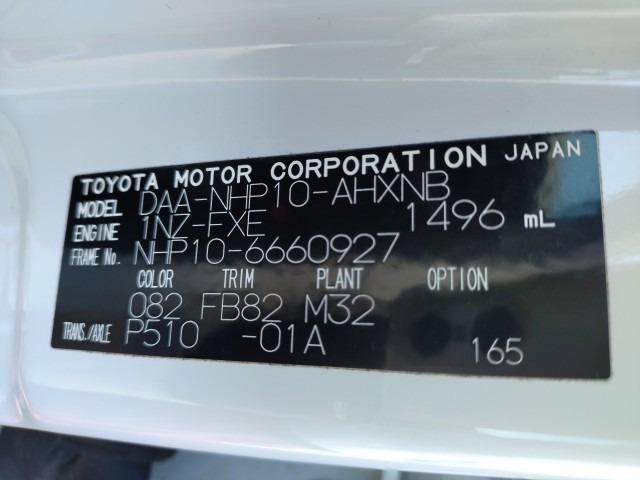 TOYOTA MOTOR CORPORATION JAPAN
MODEL DAA-NHP10-AHXNB
ENGINE 1NZ-FXE 1496 mL
FRAME No. NHP10-6660927
COLOR TRIM PLANT OPTION
082 FB82 M32
TRANS./AXLE P510 -01A 165